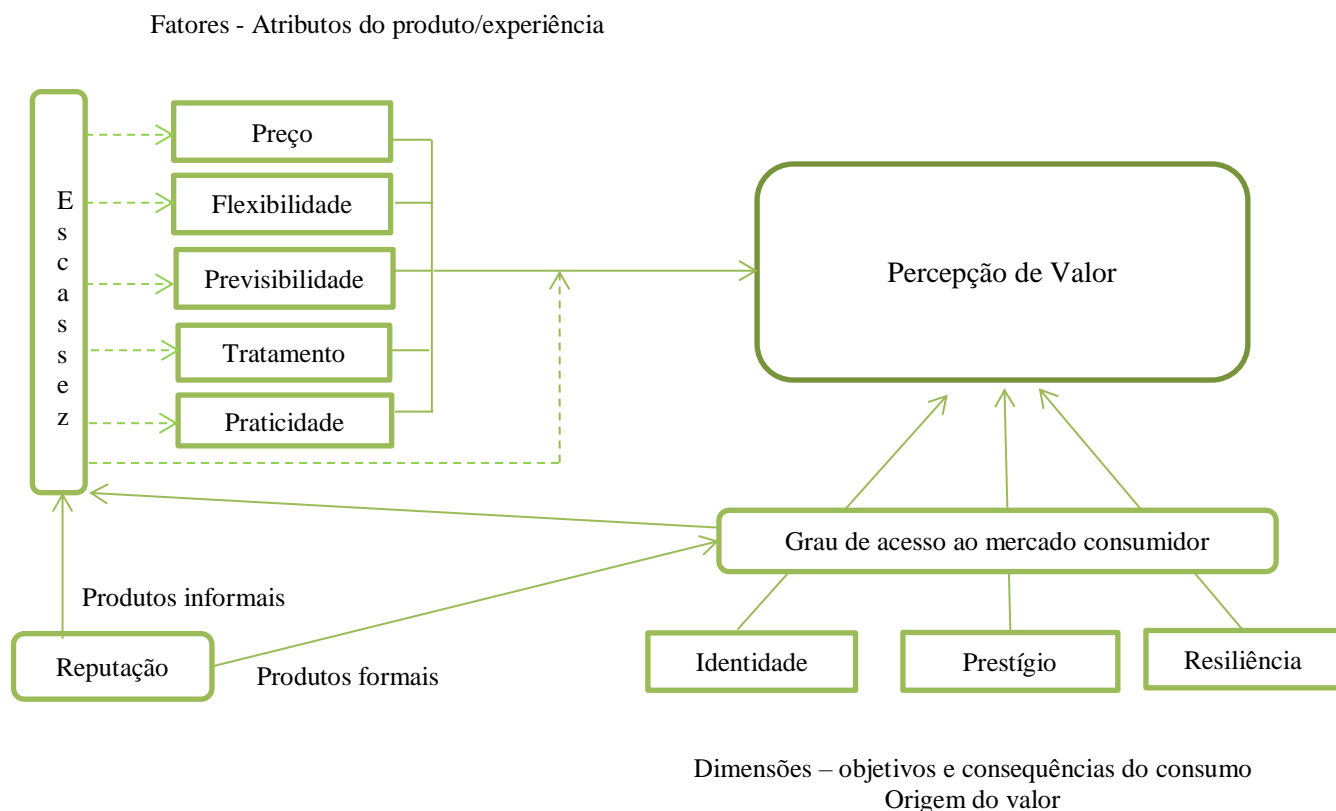 Fatores - Atributos do produto/experiência
Escassez
Preço
Flexibilidade
Previsibilidade
Tratamento
Praticidade
Percepção de Valor
Grau de acesso ao mercado consumidor
Produtos informais
Reputação
Produtos formais
Identidade
Prestígio
Resiliência
Dimensões – objetivos e consequências do consumo
Origem do valor